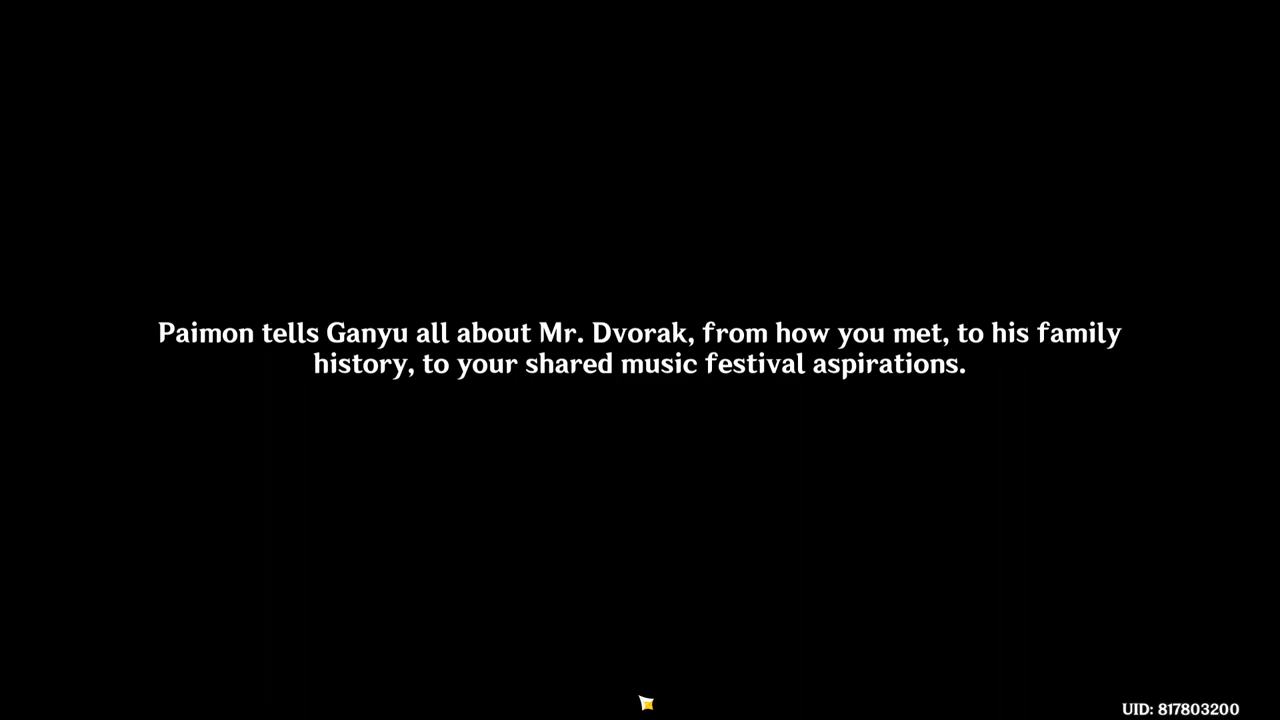 Paimon tells Ganyu all about Mr. Dvorak, from how you met, to his family
history, to your shared music festival aspirations.
UID: 817803200